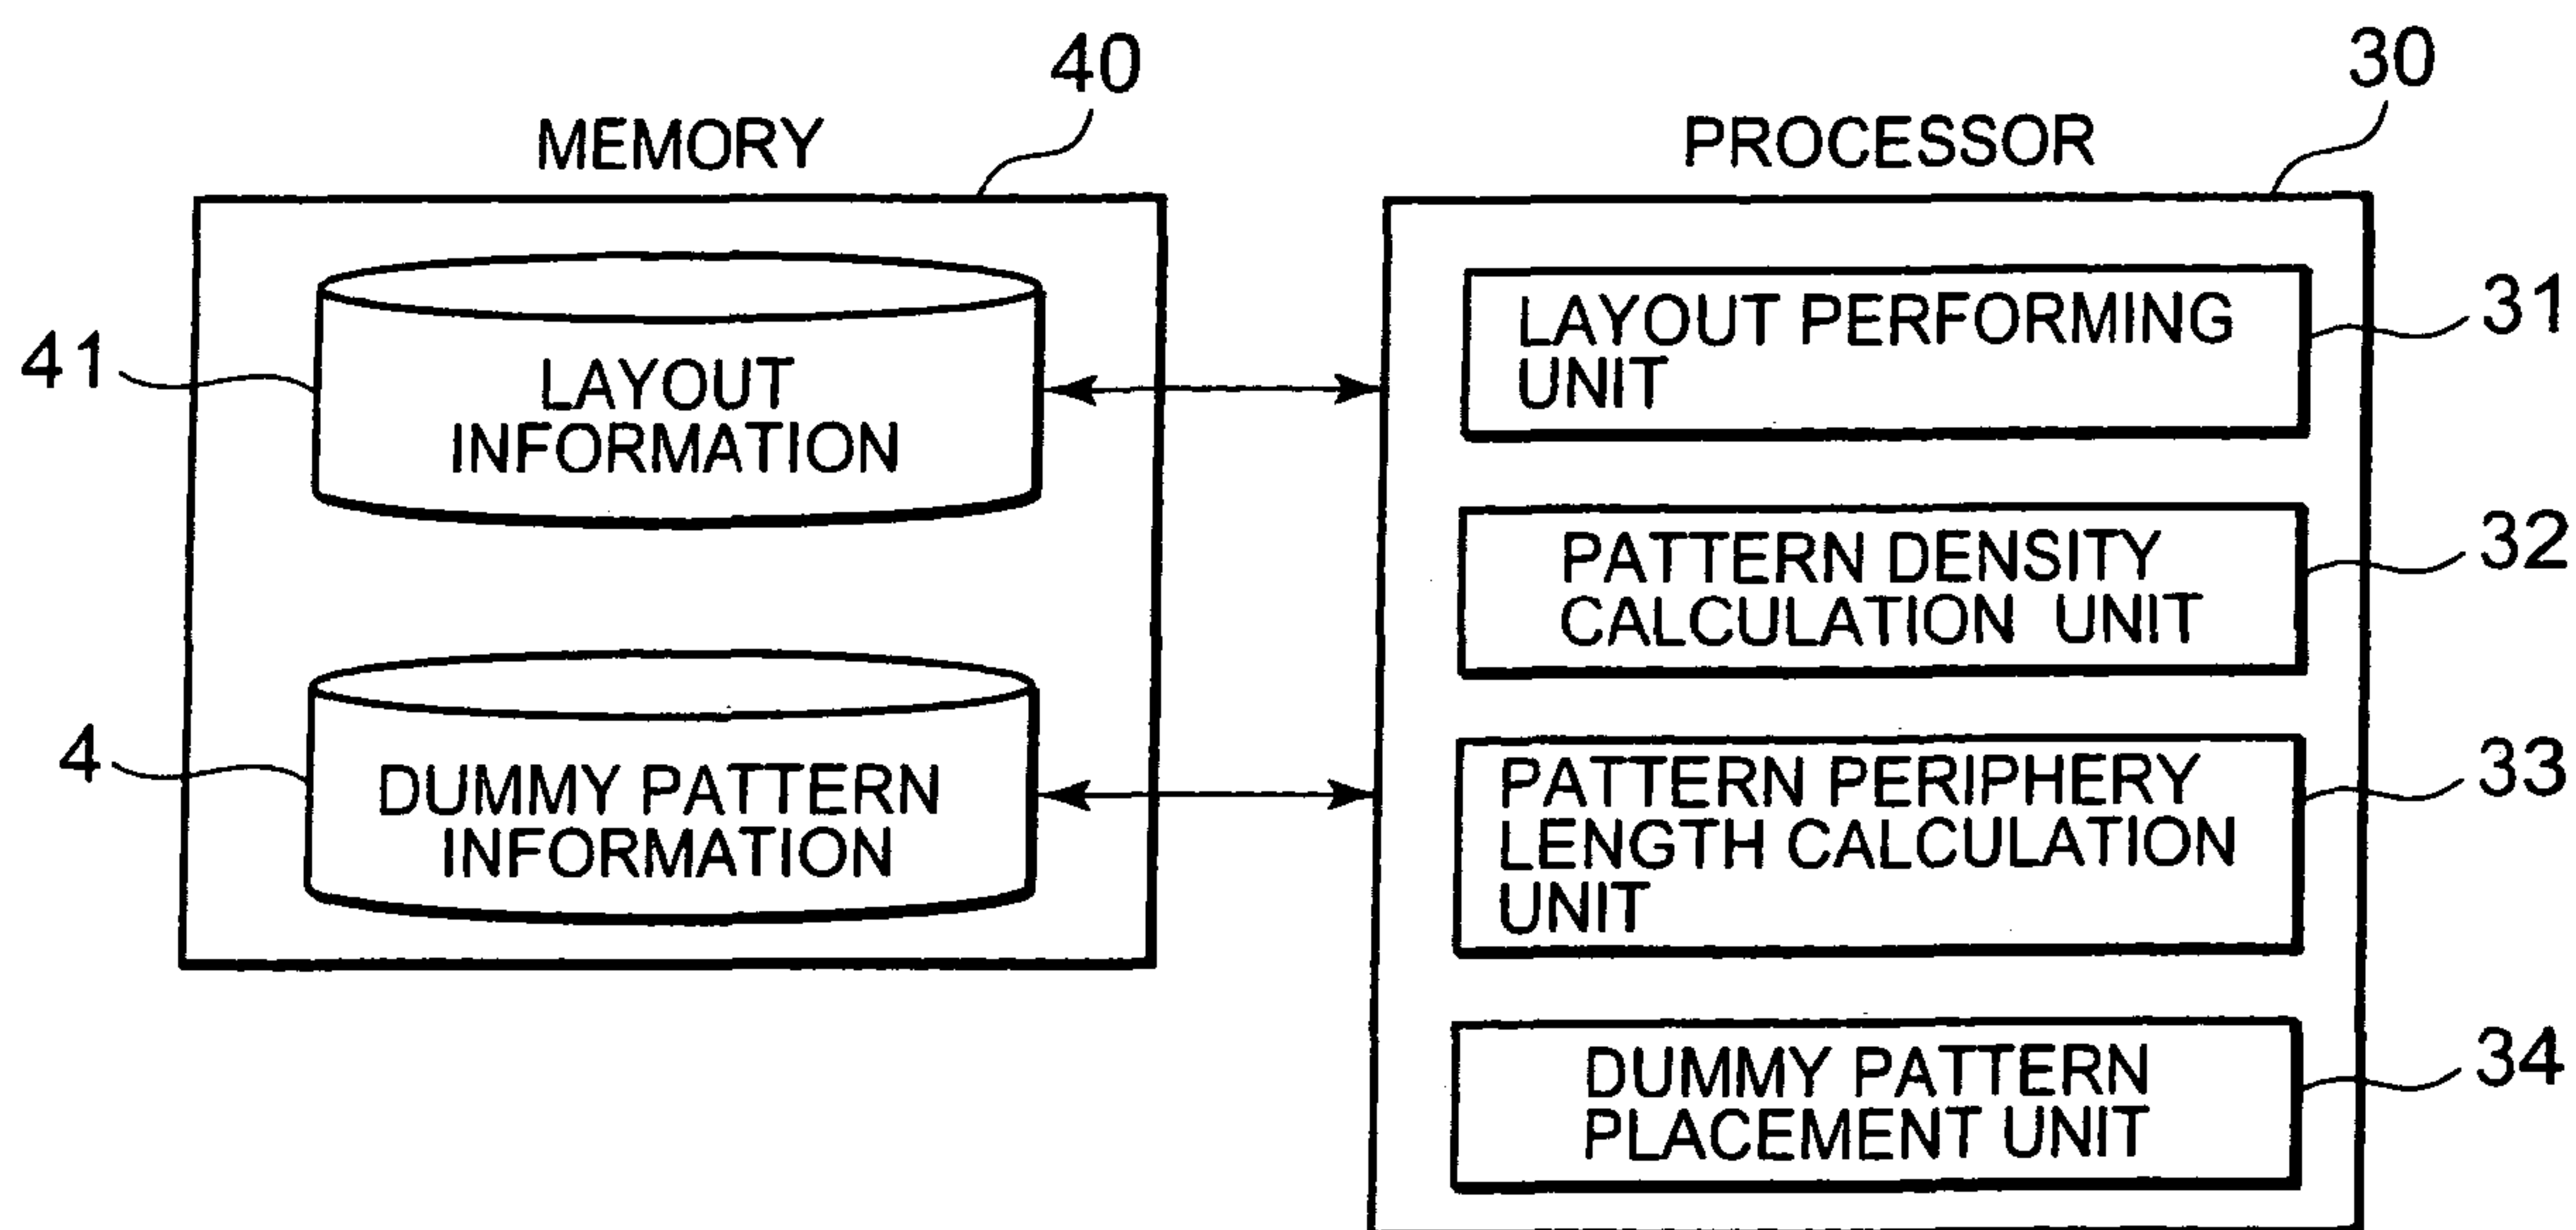 40
MEMORY
41
LAYOUT
INFORMATION
4
DUMMY PATTERN
INFORMATION
30
PROCESSOR
LAYOUT PERFORMING
UNIT
31
PATTERN DENSITY
CALCULATION UNIT
32
PATTERN PERIPHERY
LENGTH CALCULATION
UNIT
33
DUMMY PATTERN
PLACEMENT UNIT
34